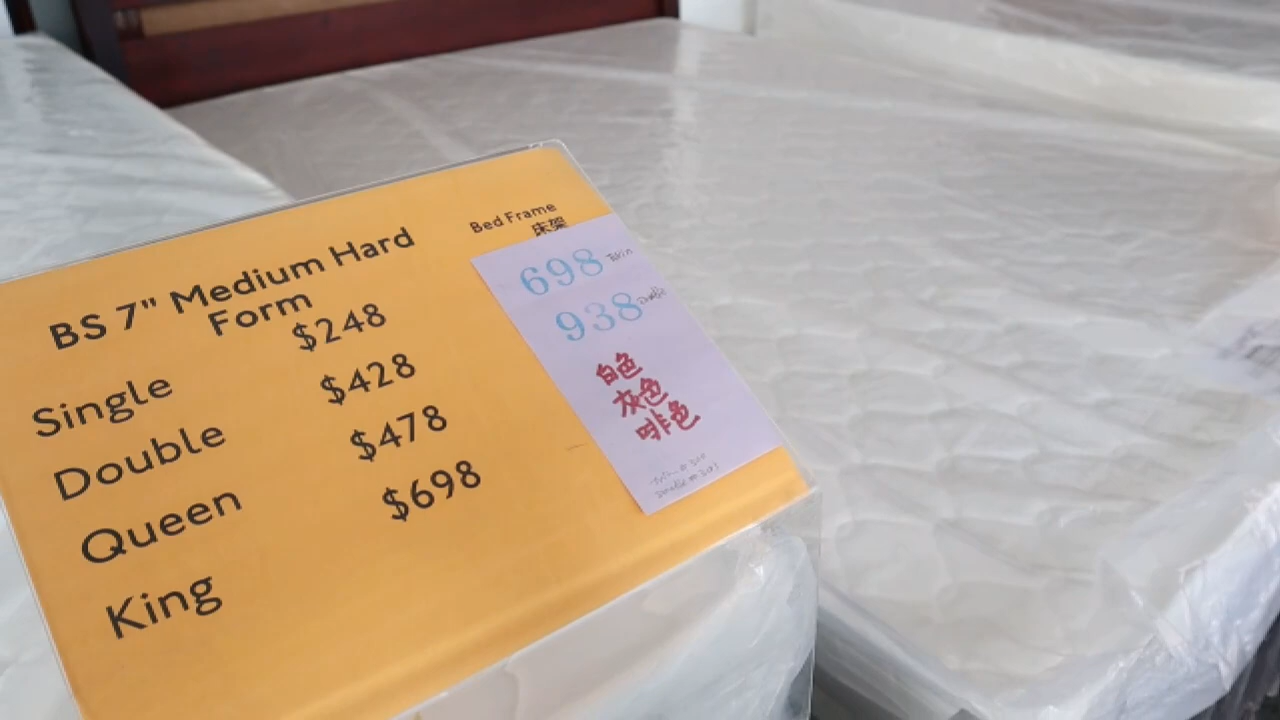 BS 7" Medium Hard
Form
Single $248
Double $428
Queen $478
King $698
Bed Frame
床架
698 Twin
938 Double
白色
灰色
啡色